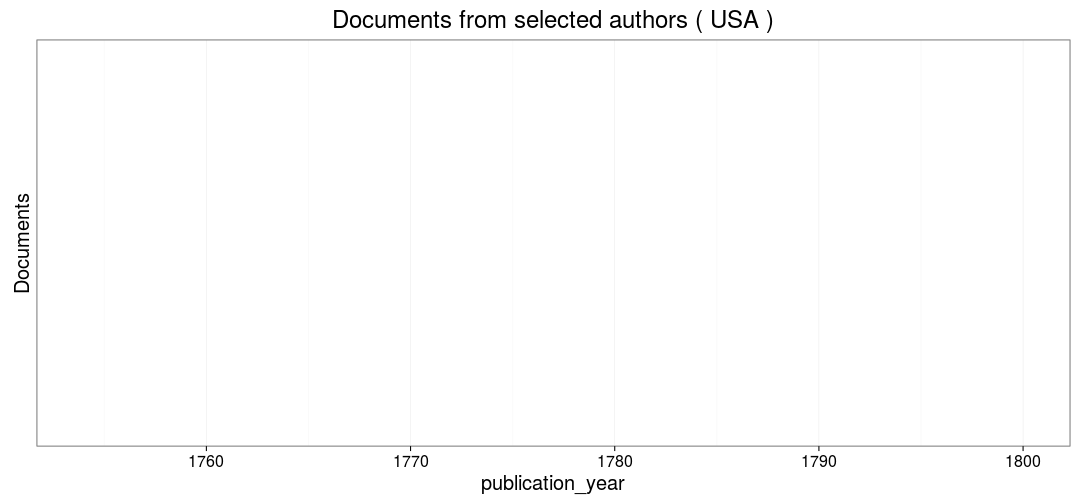 Documents from selected authors ( USA )
Documents
1760 1770 1780 1790 1800
publication_year